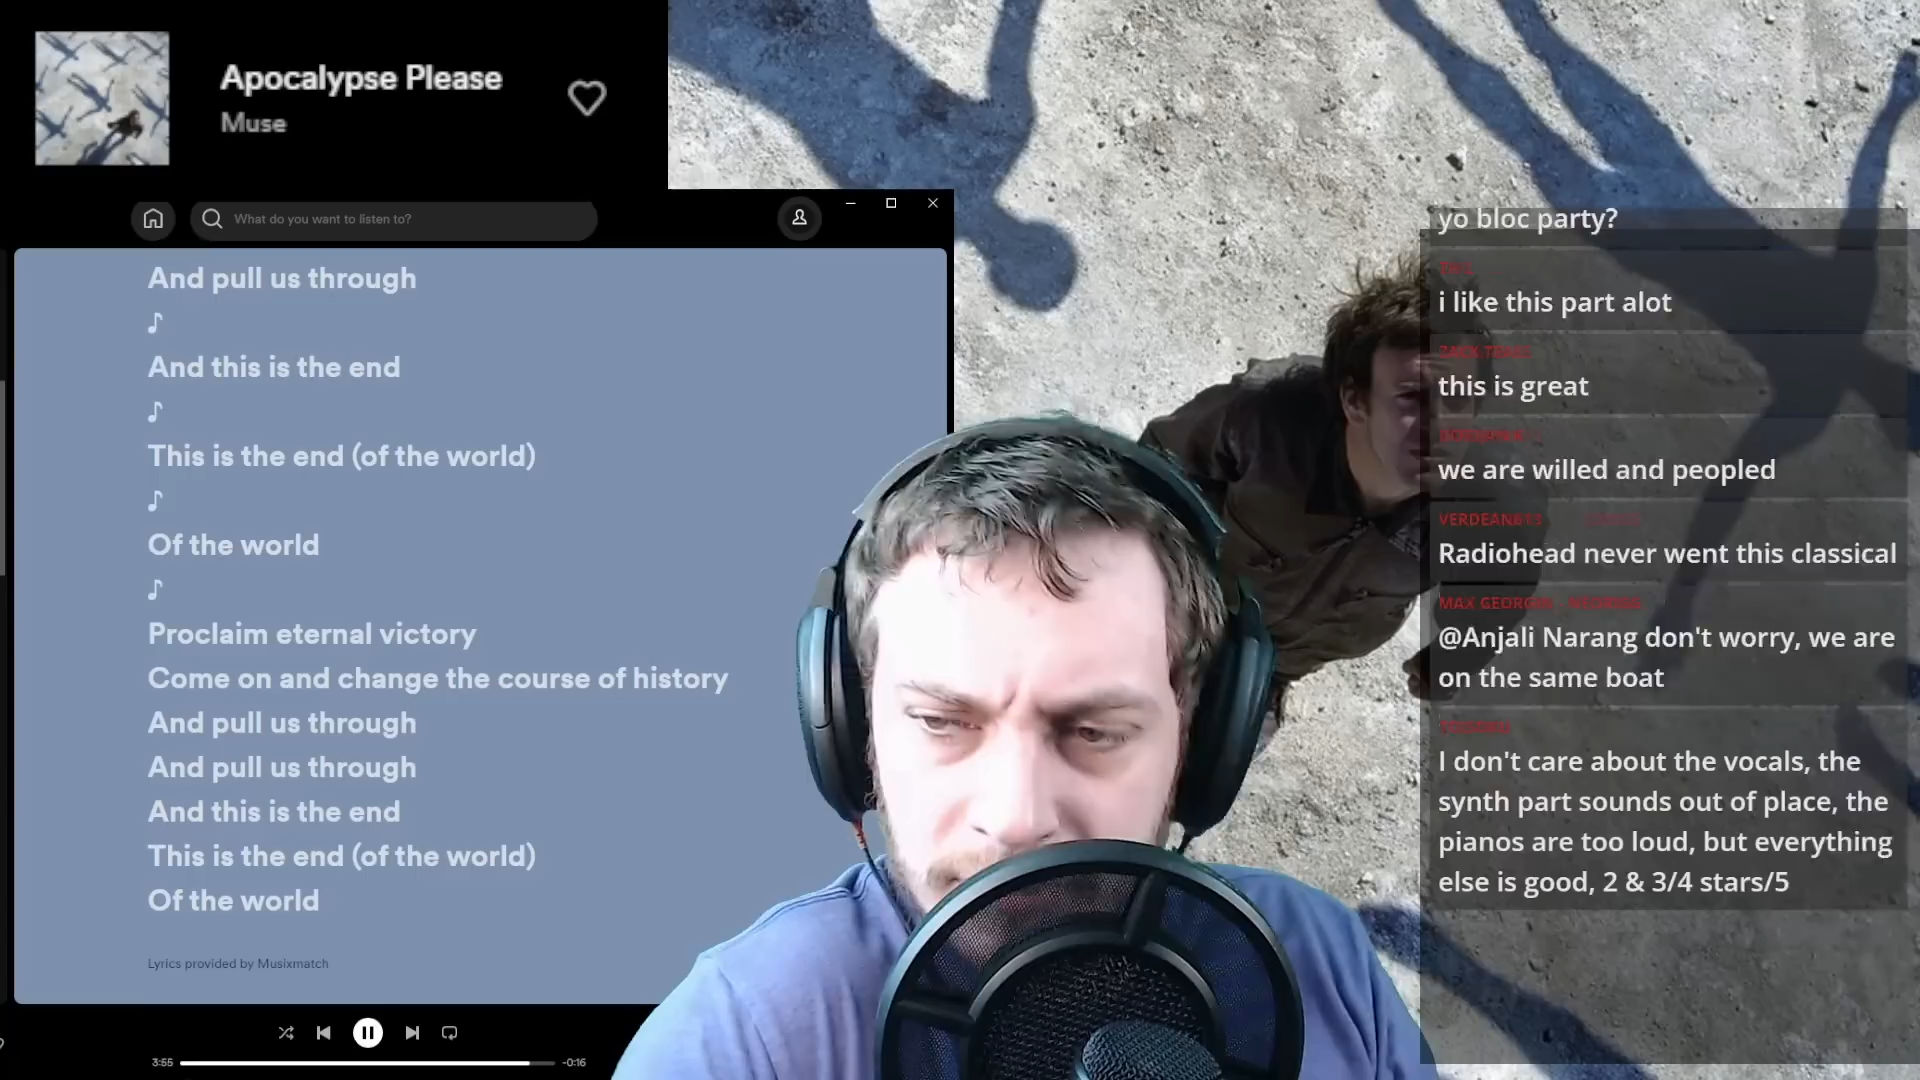 Apocalypse Please
Muse
What do you want to listen to?
And pull us through
♪
And this is the end
♪
This is the end (of the world)
♪
Of the world
♪
Proclaim eternal victory
Come on and change the course of history
And pull us through
And pull us through
And this is the end
This is the end (of the world)
Of the world
Lyrics provided by Musixmatch
3:55
-0:16
yo bloc party?
i like this part alot
this is great
we are willed and peopled
Radiohead never went this classical
MAX
@Anjali Narang don't worry, we are
on the same boat
I don't care about the vocals, the
synth part sounds out of place, the
pianos are too loud, but everything
else is good, 2 & 3/4 stars/5